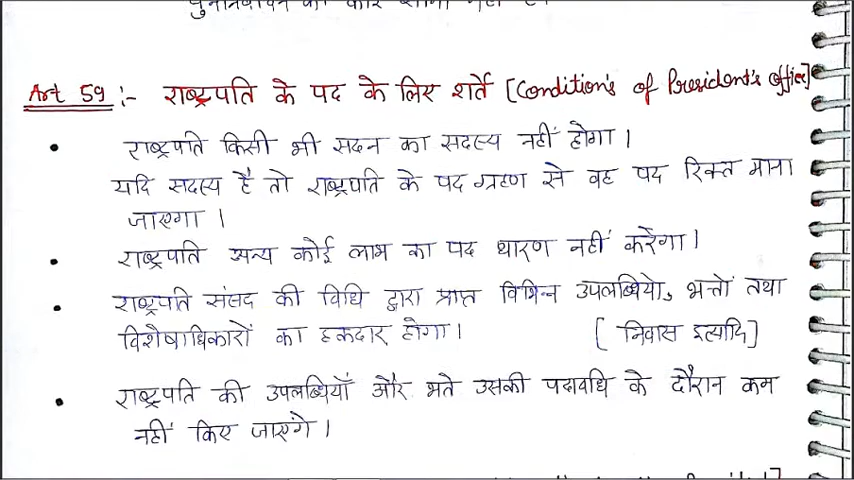 Art 59 :- राष्ट्रपति के पद के लिए शर्ते [Condition's of President's office]
• राष्ट्रपति किसी भी सदन का सदस्य नहीं होगा।
यदि सदस्य है तो राष्ट्रपति के पद ग्रहण से वह पद रिक्त माना
जाएगा।
• राष्ट्रपति अन्य कोई लाभ का पद धारण नहीं करेगा।
• राष्ट्रपति संसद की विधि द्वारा प्राप्त विभिन्न उपलब्धियो, भत्तों तथा
विशेषाधिकारों का हकदार होगा। [निवास इत्यादि]
• राष्ट्रपति की उपलब्धियाँ और भते उसकी पदावधि के दौरान कम
नहीं किए जाएंगे।